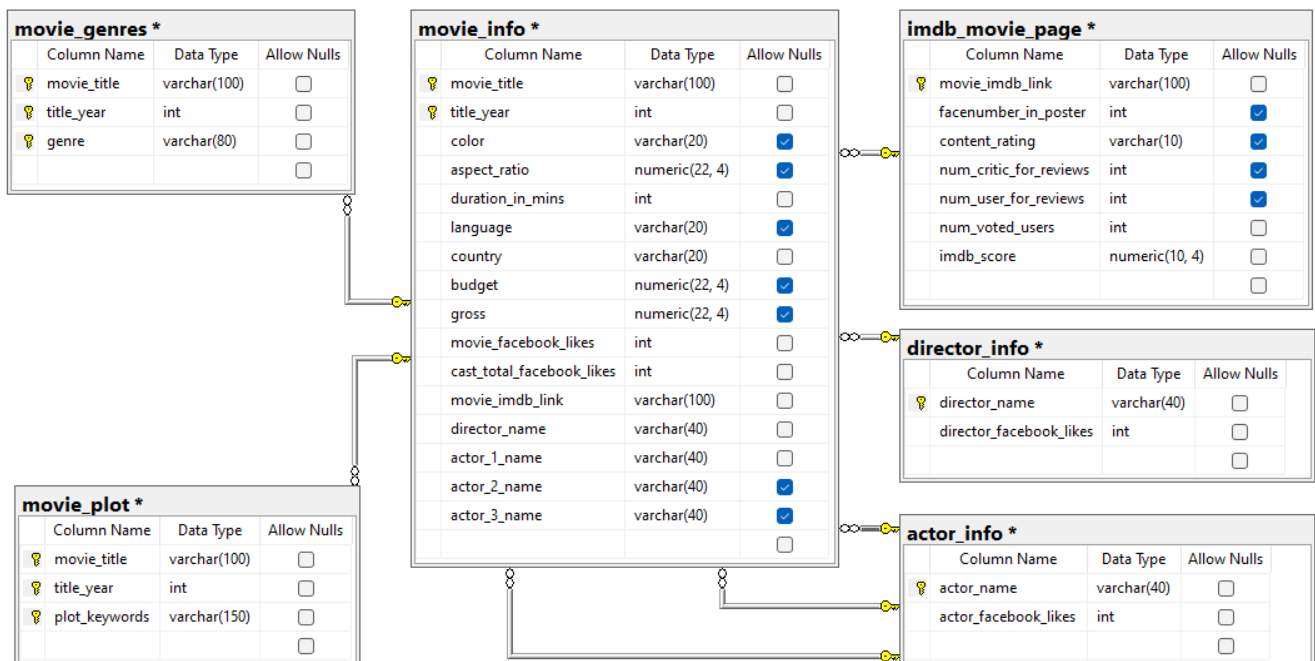 movie_genres *
Column Name Data Type Allow Nulls
movie_title varchar(100)
title_year int
genre varchar(80)
movie_info *
Column Name Data Type Allow Nulls
movie_title varchar(100)
title_year int
color varchar(20)
aspect_ratio numeric(22, 4)
duration_in_mins int
language varchar(20)
country varchar(20)
budget numeric(22, 4)
gross numeric(22, 4)
movie_facebook_likes int
cast_total_facebook_likes int
movie_imdb_link varchar(100)
director_name varchar(40)
actor_1_name varchar(40)
actor_2_name varchar(40)
actor_3_name varchar(40)
imdb_movie_page *
Column Name Data Type Allow Nulls
movie_imdb_link varchar(100)
facenumber_in_poster int
content_rating varchar(10)
num_critic_for_reviews int
num_user_for_reviews int
num_voted_users int
imdb_score numeric(10, 4)
director_info *
Column Name Data Type Allow Nulls
director_name varchar(40)
director_facebook_likes int
movie_plot *
Column Name Data Type Allow Nulls
movie_title varchar(100)
title_year int
plot_keywords varchar(150)
actor_info *
Column Name Data Type Allow Nulls
actor_name varchar(40)
actor_facebook_likes int